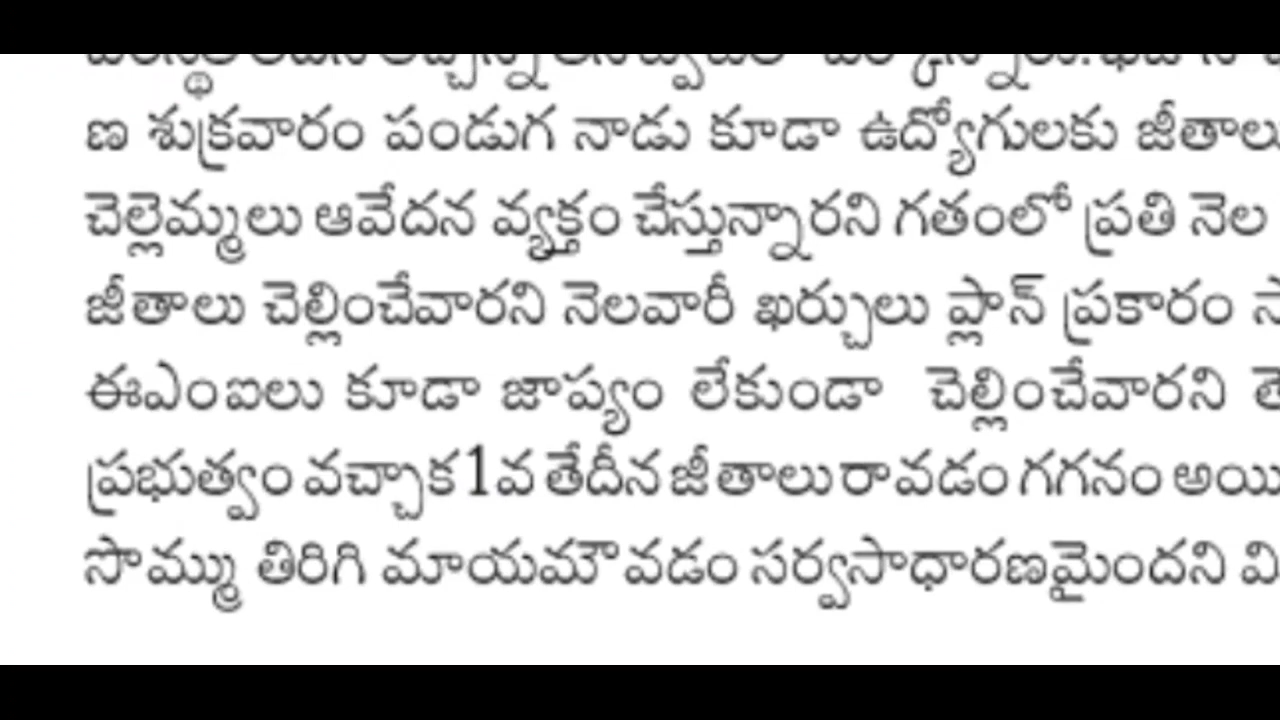 ణ శుక్రవారం పండుగ నాడు కూడా ఉద్యోగులకు జీతాలు
చెల్లెమ్మలు ఆవేదన వ్యక్తం చేస్తున్నారని గతంలో ప్రతి నెల
జీతాలు చెల్లించేవారని నెలవారీ ఖర్చులు ప్లాన్ ప్రకారం
ఈఎంఐలు కూడా జాప్యం లేకుండా చెల్లించేవారని
ప్రభుత్వం వచ్చాక 1వ తేదీన జీతాలు రావడం గగనం అయి
సొమ్ము తిరిగి మాయమౌవడం సర్వసాధారణమైందని వి